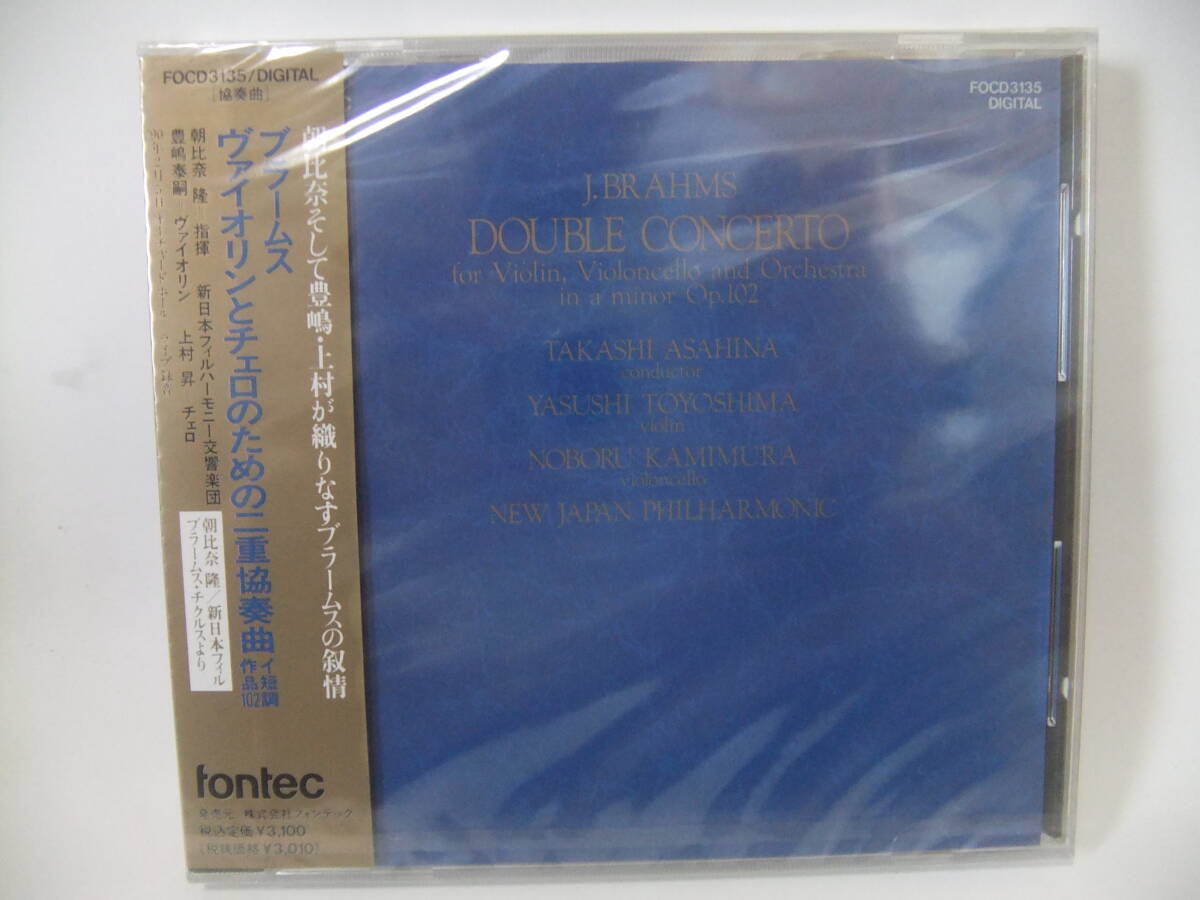 FOCD3135/DIGITAL
[協奏曲]
朝比奈そして豊嶋・上村が織りなすブラームスの叙情
ブラームス
ヴァイオリンとチェロのための二重協奏曲 イ短調 作品102
朝比奈 隆=指揮 新日本フィルハーモニー交響楽団
豊嶋泰嗣=ヴァイオリン 上村 昇=チェロ
ライブ録音
朝比奈 隆/新日本フィル
ブラームス・チクルスより
fontec
発売元 株式会社フォンテック
税込定価¥3,100
[税抜価格¥3,010]
FOCD3135
DIGITAL
J. BRAHMS
DOUBLE CONCERTO
for Violin, Violoncello and Orchestra
in a minor Op.102
TAKASHI ASAHINA
conductor
YASUSHI TOYOSHIMA
violin
NOBORU KAMIMURA
violoncello
NEW JAPAN PHILHARMONIC